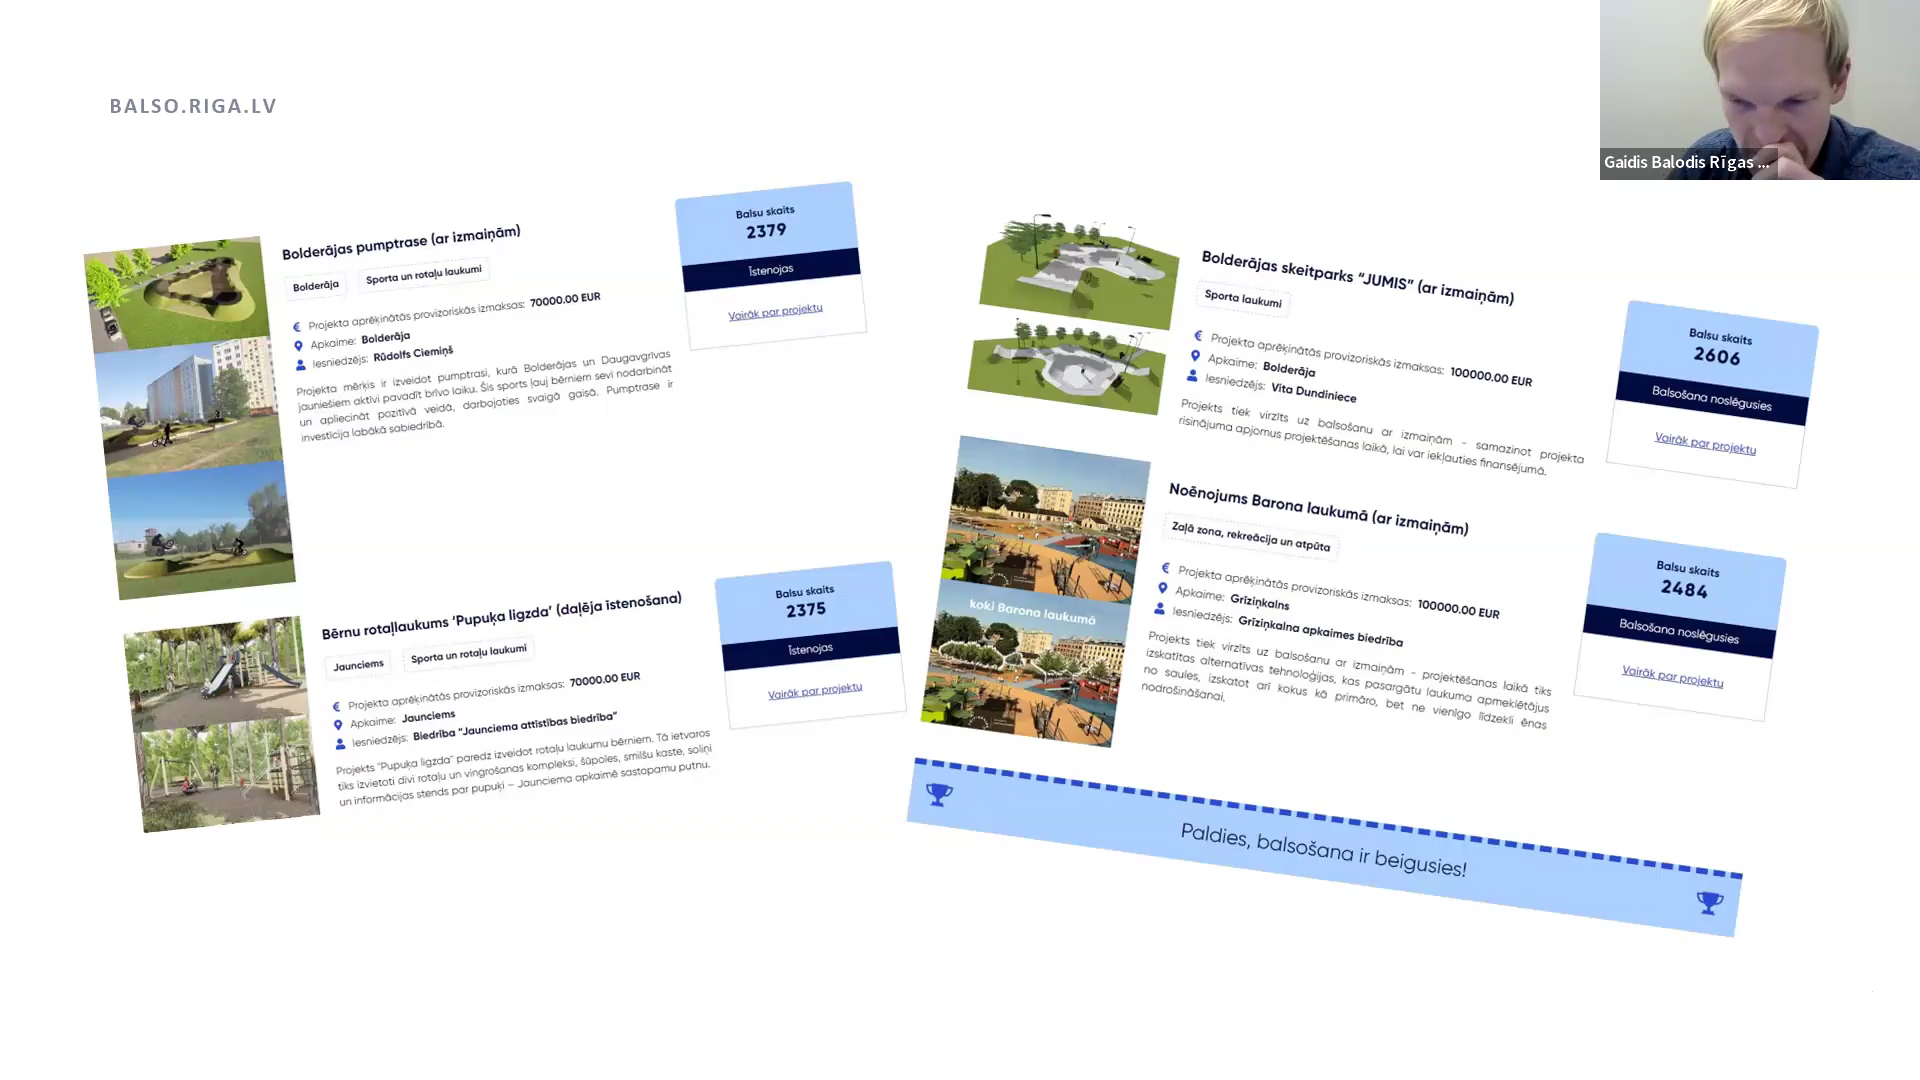 BALSO.RIGA.LV
Gaidis Balodis Rīgas ...
Bolderājas pumptrase (ar izmaiņām)
Bolderāja
Sporta un rotaļu laukumi
Projekta aprēķinātās provizoriskās izmaksas: 70000.00 EUR
Apkaime: Bolderāja
Iesniedzējs: Rūdolfs Ciemiņš
Projekta mērķis ir izveidot pumptrasi, kurā Bolderājas un Daugavgrīvas
jauniešiem aktīvi pavadīt brīvo laiku. Šis sports ļauj bērniem sevi nodarbināt
un apliecināt pozitīvā veidā, darbojoties svaigā gaisā. Pumptrase ir
investīcija labākā sabiedrībā.
Balsu skaits
2379
Īstenojas
Vairāk par projektu
Bērnu rotaļlaukums ‘Pupuķa ligzda’ (daļēja īstenošana)
Jaunciems
Sporta un rotaļu laukumi
Projekta aprēķinātās provizoriskās izmaksas: 70000.00 EUR
Apkaime: Jaunciems
Iesniedzējs: Biedrība “Jaunciema attīstības biedrība”
Projekts "Pupuķa ligzda" paredz izveidot rotaļu laukumu bērniem. Tā ietvaros
tiks izvietoti divi rotaļu un vingrošanas kompleksi, šūpoles, smilšu kaste, soliņi
un informācijas stends par pupuķi – Jaunciema apkaimē sastopamu putnu.
Balsu skaits
2375
Īstenojas
Vairāk par projektu
Bolderājas skeitparks “JUMIS” (ar izmaiņām)
Sporta laukumi
Projekta aprēķinātās provizoriskās izmaksas: 100000.00 EUR
Apkaime: Bolderāja
Iesniedzējs: Vita Dundiniece
Projekts tiek virzīts uz balsošanu ar izmaiņām - samazinot projekta
risinājuma apjomus projektēšanas laikā, lai var iekļauties finansējumā.
Balsu skaits
2606
Balsošana noslēgusies
Vairāk par projektu
koki Barona laukumā
Noēnojums Barona laukumā (ar izmaiņām)
Zaļā zona, rekreācija un atpūta
Projekta aprēķinātās provizoriskās izmaksas: 100000.00 EUR
Apkaime: Grīziņkalns
Iesniedzējs: Grīziņkalna apkaimes biedrība
Projekts tiek virzīts uz balsošanu ar izmaiņām - projektēšanas laikā tiks
izskatītas alternatīvas tehnoloģijas, kas pasargātu laukuma apmeklētājus
no saules, izskatot arī kokus kā primāro, bet ne vienīgo līdzekli ēnas
nodrošināšanai.
Balsu skaits
2484
Balsošana noslēgusies
Vairāk par projektu
Paldies, balsošana ir beigusies!